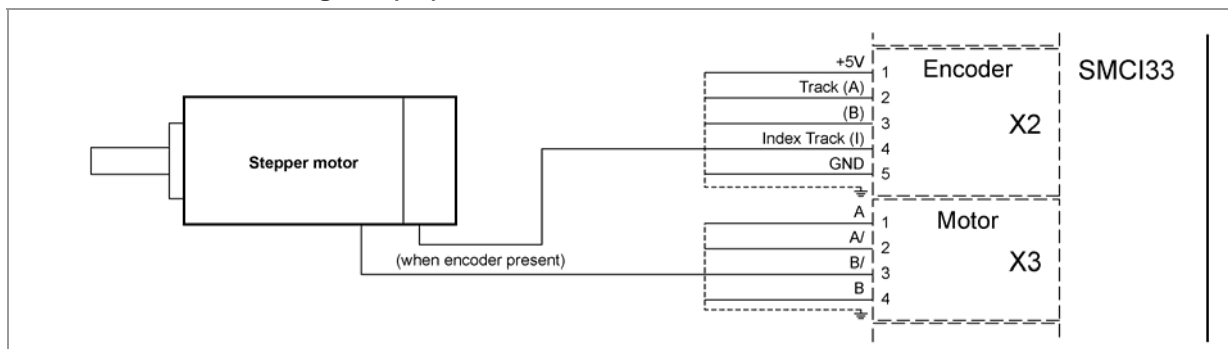 +5V
1
Encoder
SMCI33
Track (A)
2
(B)
3
X2
Index Track (I)
4
GND
5
Stepper motor
A
1
Motor
A/
2
(when encoder present)
B/
3
X3
B
4